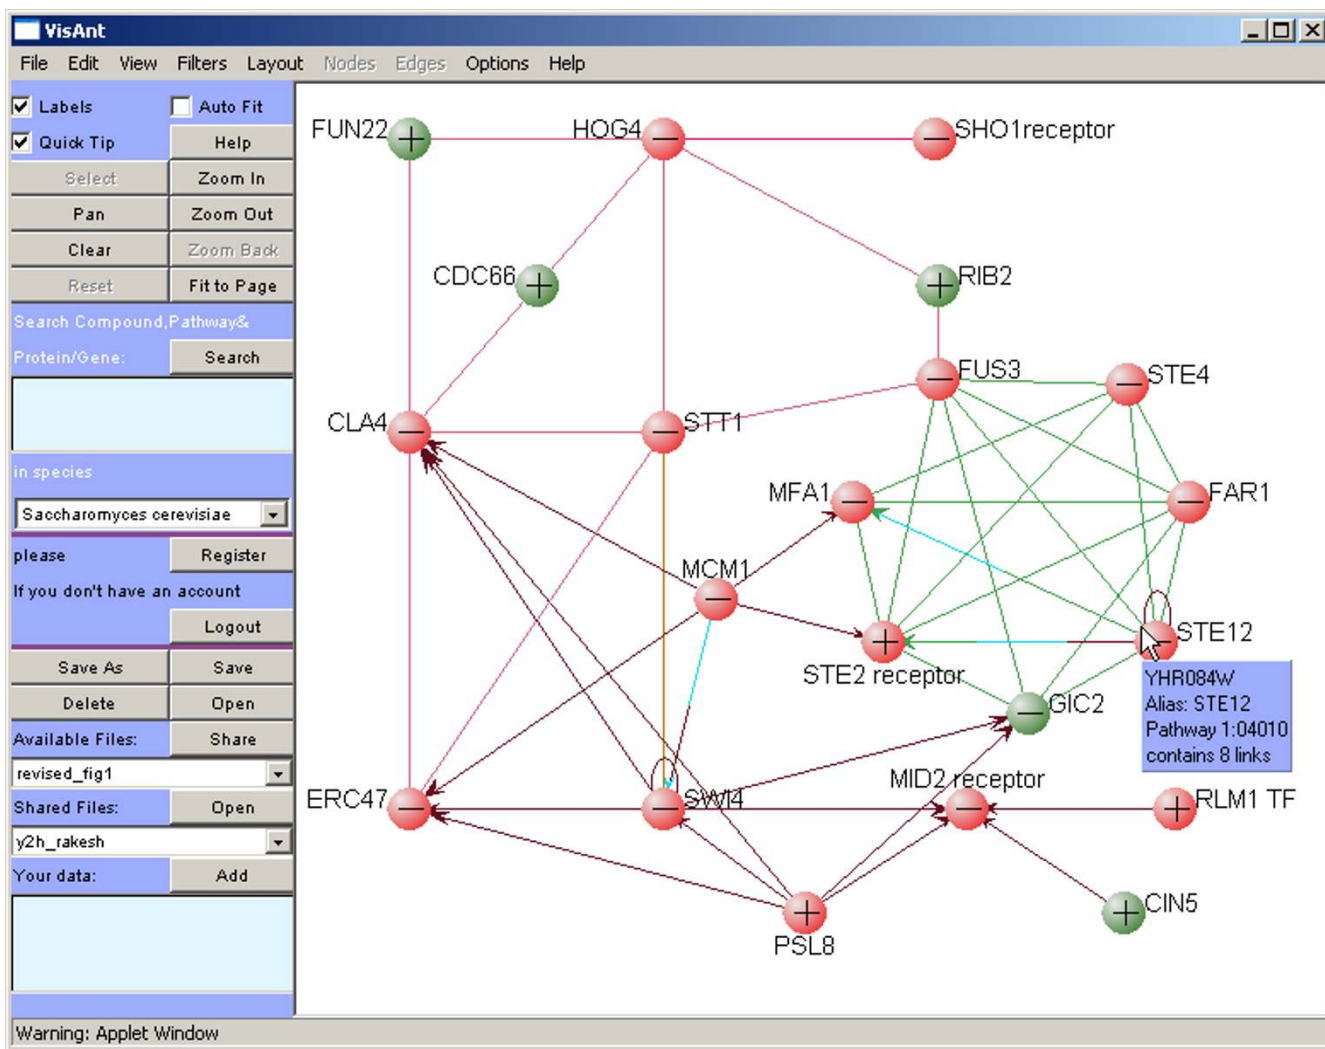 VisAnt
File Edit View Filters Layout Nodes Edges Options Help
Labels Auto Fit
Quick Tip Help
Select Zoom In
Pan Zoom Out
Clear Zoom Back
Reset Fit to Page
Search Compound,Pathway&
Protein/Gene: Search
in species
Saccharomyces cerevisiae
please Register
If you don't have an account
Logout
Save As Save
Delete Open
Available Files: Share
revised_fig1
Shared Files: Open
y2h_rakesh
Your data: Add
FUN22 HOG4 SHO1receptor
CDC66 RIB2
FUS3 STE4
CLA4 STT1
MFA1 FAR1
MCM1
STE12
STE2 receptor
YHR084W
Alias: STE12
Pathway 1:04010
contains 8 links
GIC2
MID2 receptor
ERC47 SWI4 RLM1 TF
CIN5
PSL8
Warning: Applet Window